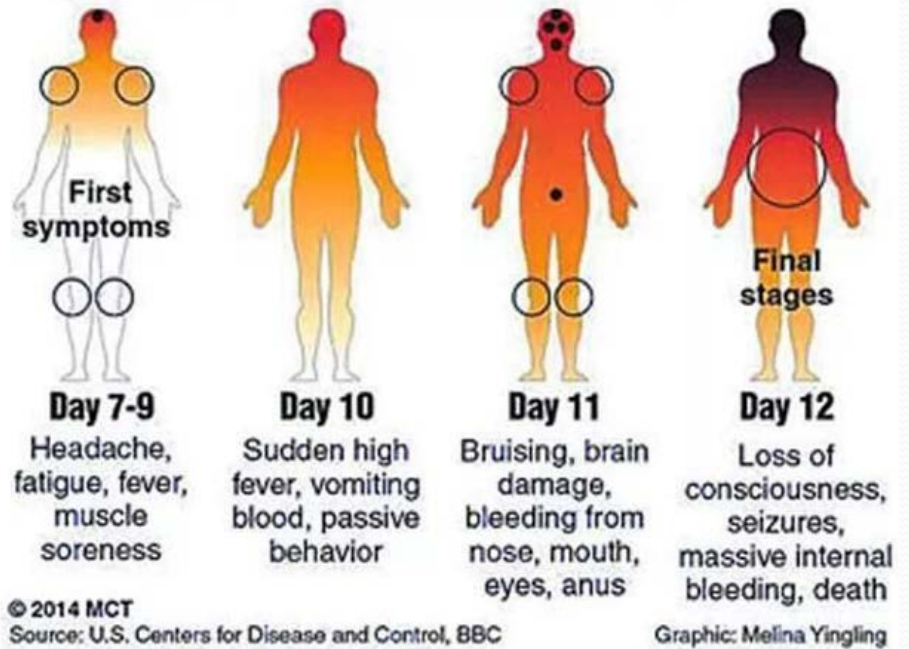 First
symptoms
Final
stages
Day 7-9
Headache,
fatigue, fever,
muscle
soreness
Day 10
Sudden high
fever, vomiting
blood, passive
behavior
Day 11
Bruising, brain
damage,
bleeding from
nose, mouth,
eyes, anus
Day 12
Loss of
consciousness,
seizures,
massive internal
bleeding, death
© 2014 MCT
Source: U.S. Centers for Disease and Control, BBC
Graphic: Melina Yingling